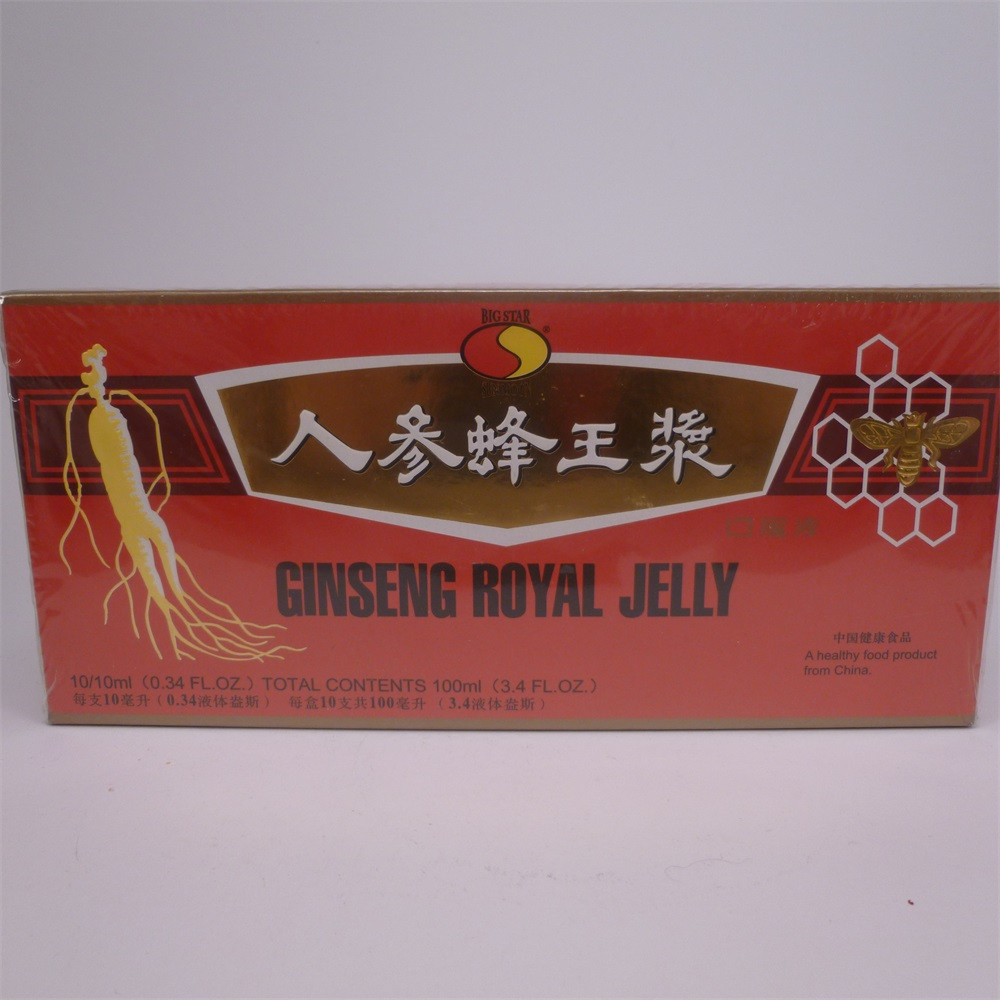 BIG STAR
®
人参蜂王漿
GINSENG ROYAL JELLY
中国健康食品
A healthy food product
from China.
10/10ml（0.34 FL.OZ.）TOTAL CONTENTS 100ml（3.4 FL.OZ.）
每支10毫升（0.34液体盎斯） 每盒10支共100毫升 （3.4液体盎斯）